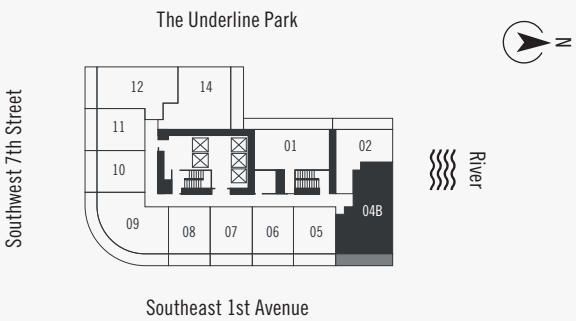 The Underline Park
N
Southwest 7th Street
12
14
11
01
02
River
10
04B
09
08
07
06
05
Southeast 1st Avenue